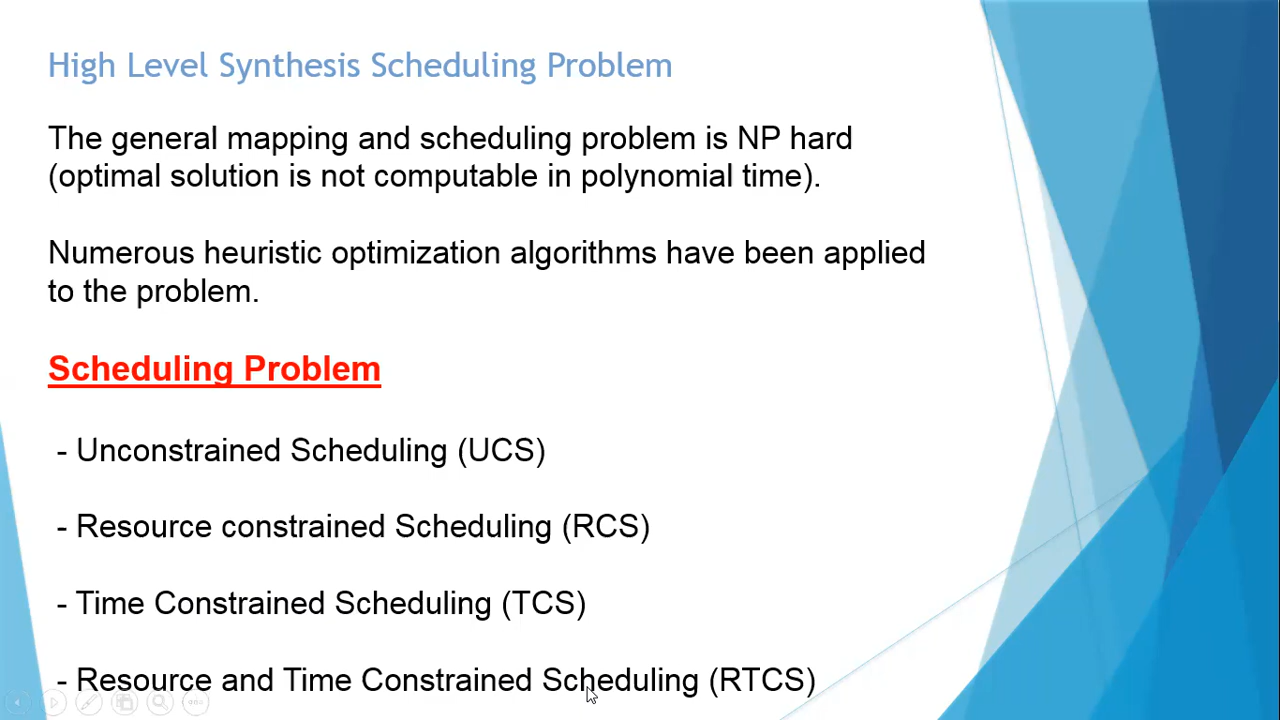 High Level Synthesis Scheduling Problem
The general mapping and scheduling problem is NP hard
(optimal solution is not computable in polynomial time).
Numerous heuristic optimization algorithms have been applied
to the problem.
Scheduling Problem
- Unconstrained Scheduling (UCS)
- Resource constrained Scheduling (RCS)
- Time Constrained Scheduling (TCS)
- Resource and Time Constrained Scheduling (RTCS)